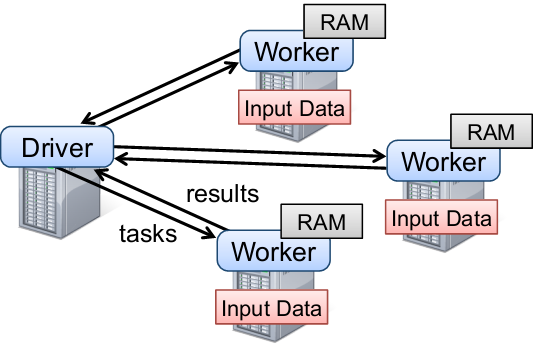 RAM
Worker
Input Data
Driver
RAM
Worker
Input Data
results
tasks
RAM
Worker
Input Data